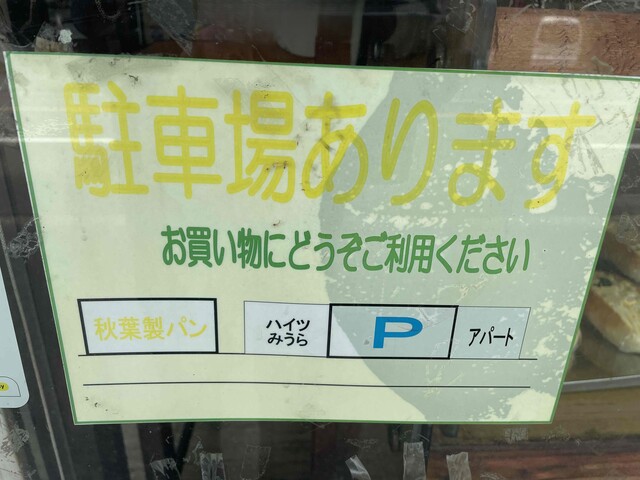 駐車場あります
お買い物にどうぞご利用ください
秋葉製パン
ハイツ
みうら
P
アパート